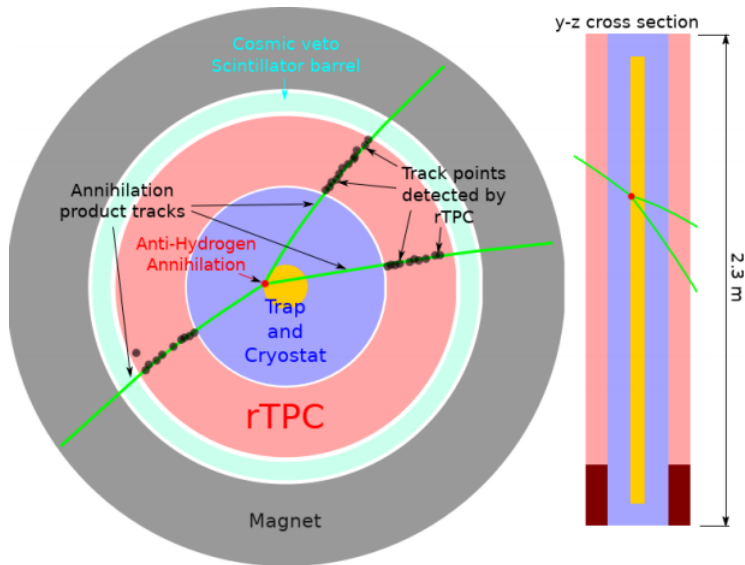 Cosmic veto
Scintillator barrel
Annihilation
product tracks
Track points
detected by
rTPC
Anti-Hydrogen
Annihilation
Trap
and
Cryostat
rTPC
Magnet
y-z cross section
2.3 m